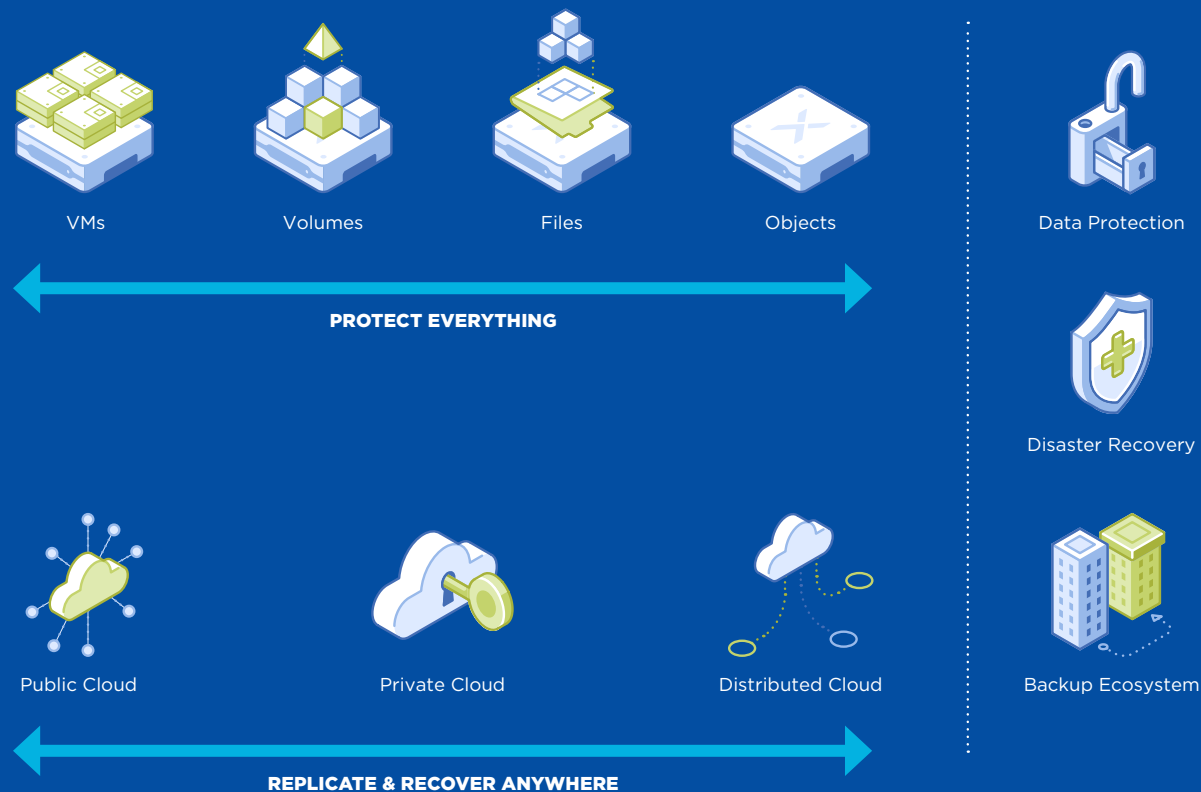 VMs
Volumes
Files
Objects
PROTECT EVERYTHING
Public Cloud
Private Cloud
Distributed Cloud
REPLICATE & RECOVER ANYWHERE
Data Protection
Disaster Recovery
Backup Ecosystem